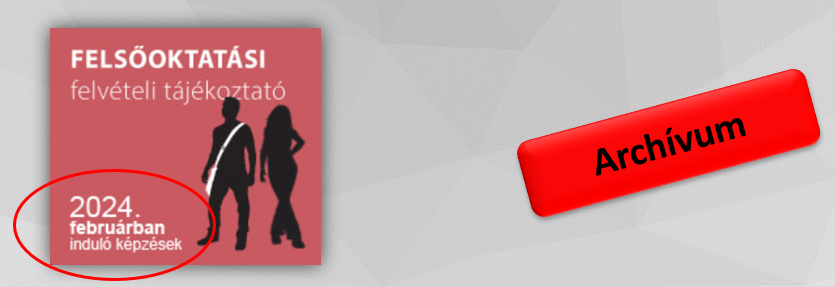 FELSŐOKTATÁSI
felvételi tájékoztató
2024.
februárban
induló képzések
Archívum